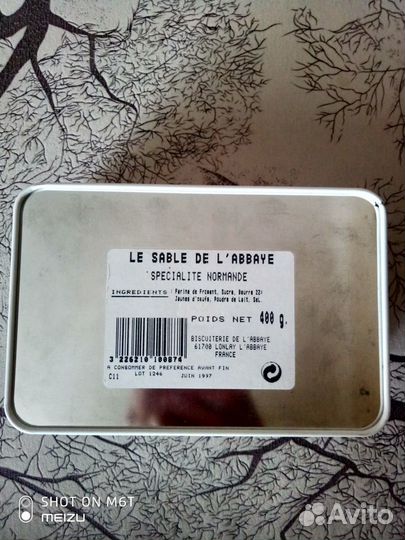 LE SABLE DE L'ABBAYE
SPECIALITE NORMANDE
INGREDIENTS : Farine de Froment, Sucre, Beurre 22%
Jaunes d'oeufs, Poudre de Lait, Sel.
POIDS NET 400 g.
BISCUITERIE DE L'ABBAYE
61700 LONLAY L'ABBAYE
FRANCE
3 226210 100874
A CONSOMMER DE PREFERENCE AVANT FIN
C11 LOT 1246 JUIN 1997
SHOT ON M6T
MEIZU
Avito